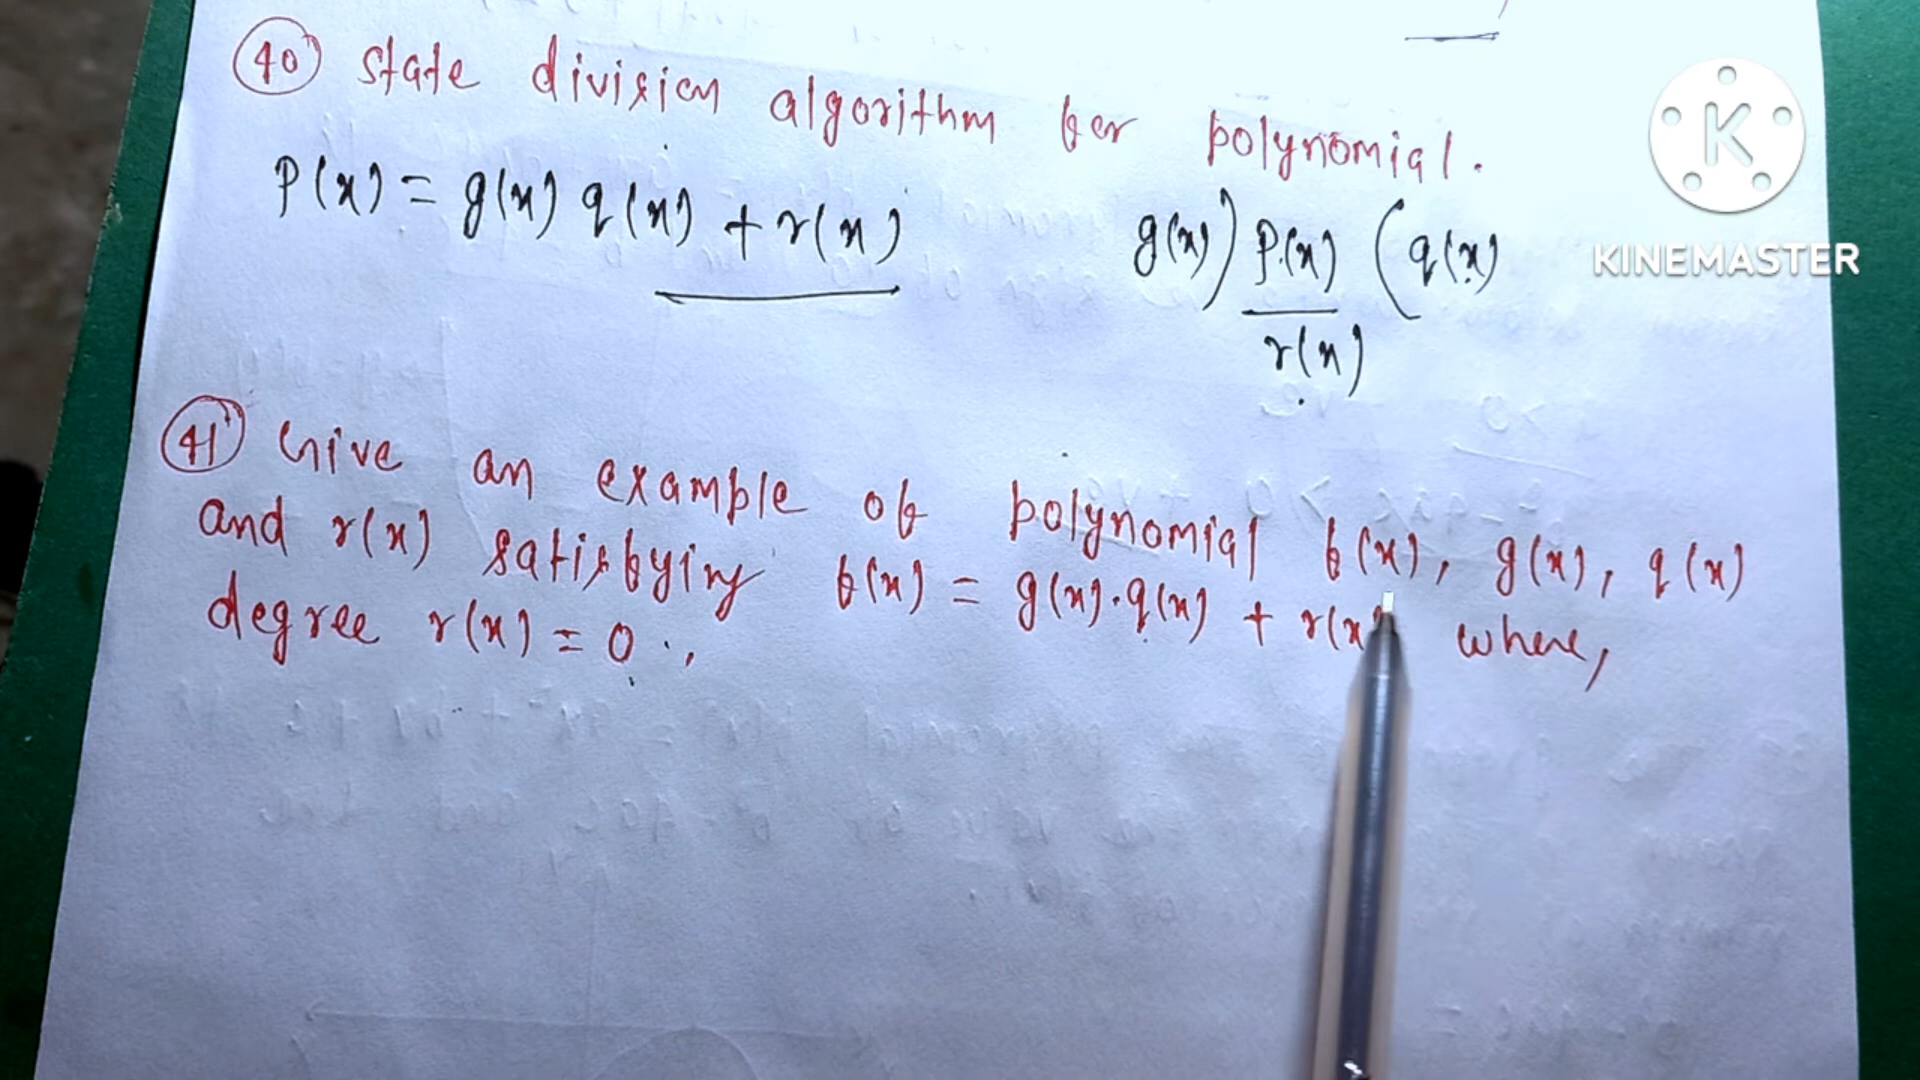 40 State division algorithm for polynomial.
P(x) = g(x) q(x) + r(x)
g(x) ) P(x) ( q(x)
r(x)
41 Give an example of polynomial f(x), g(x), q(x)
and r(x) satisfying f(x) = g(x).q(x) + r(x) where,
degree r(x) = 0.
K
KINEMASTER